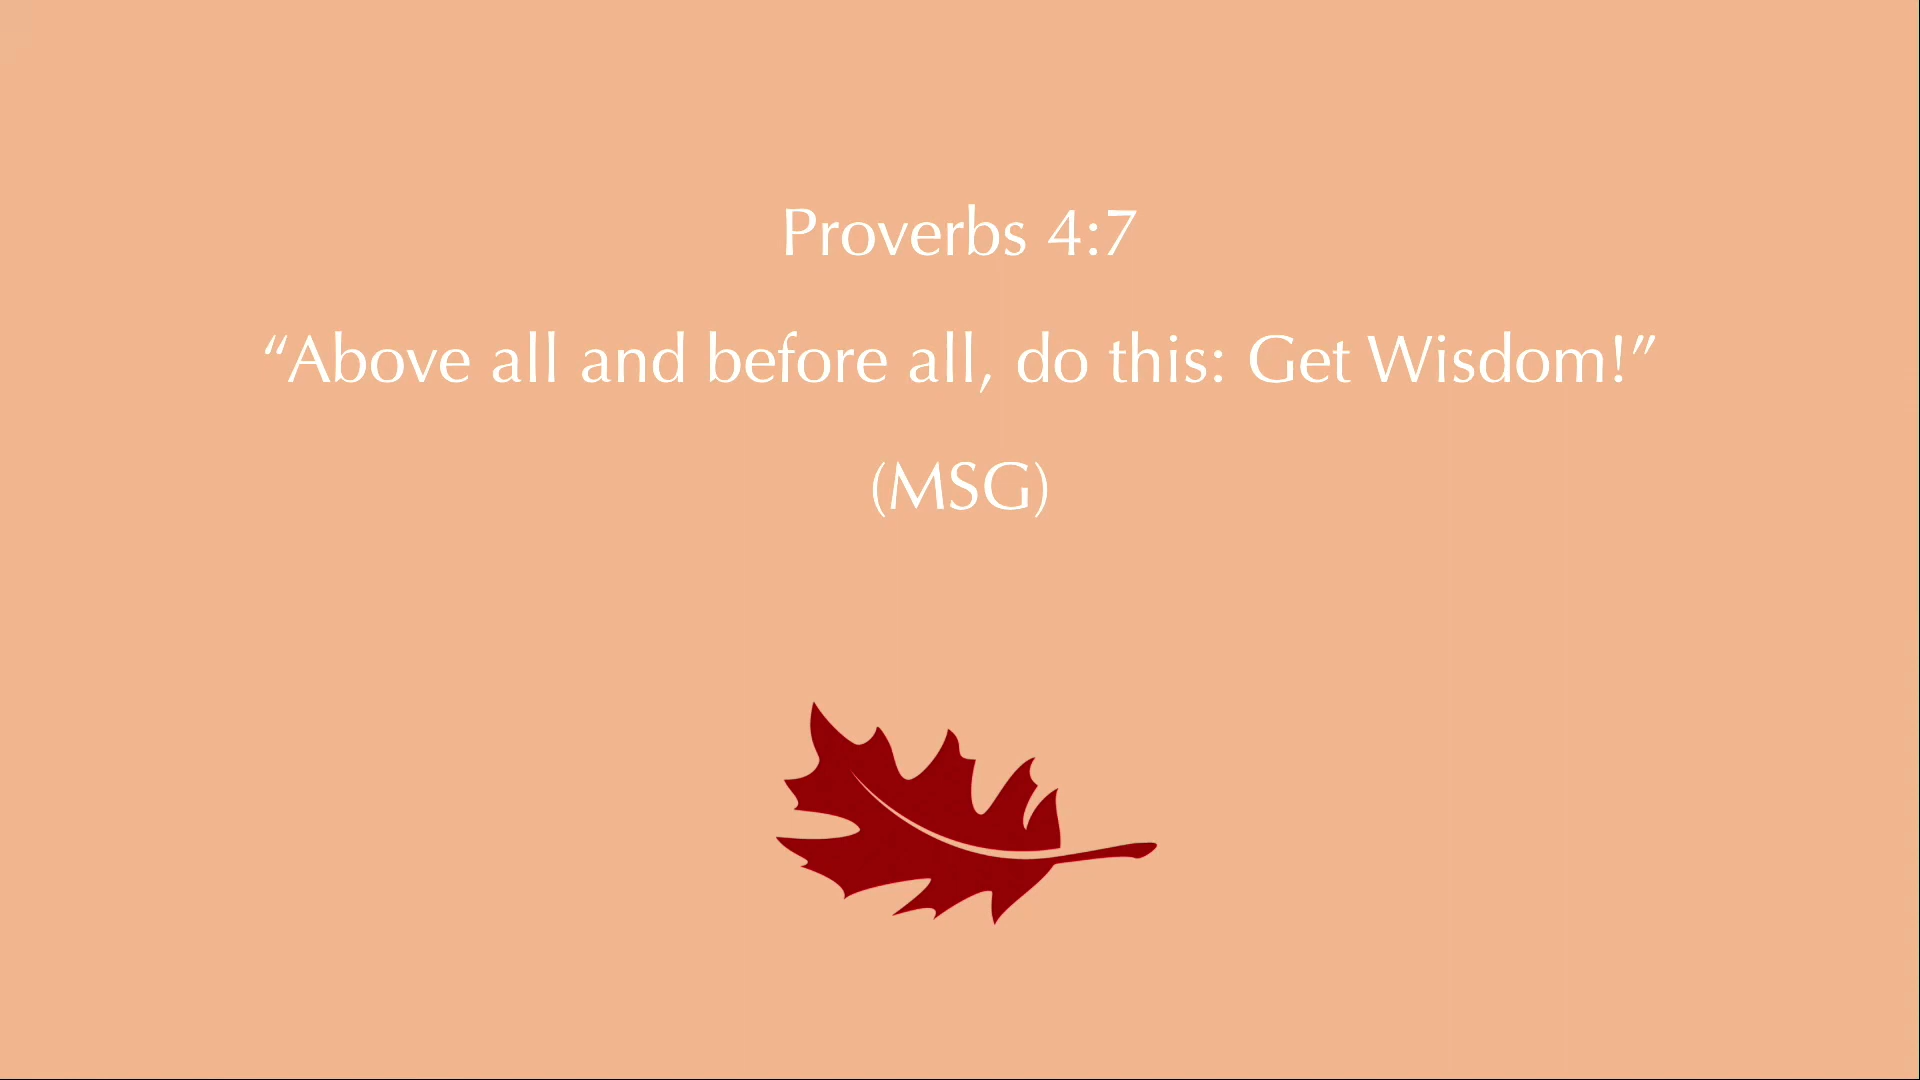 Proverbs 4:7
“Above all and before all, do this: Get Wisdom!”
(MSG)